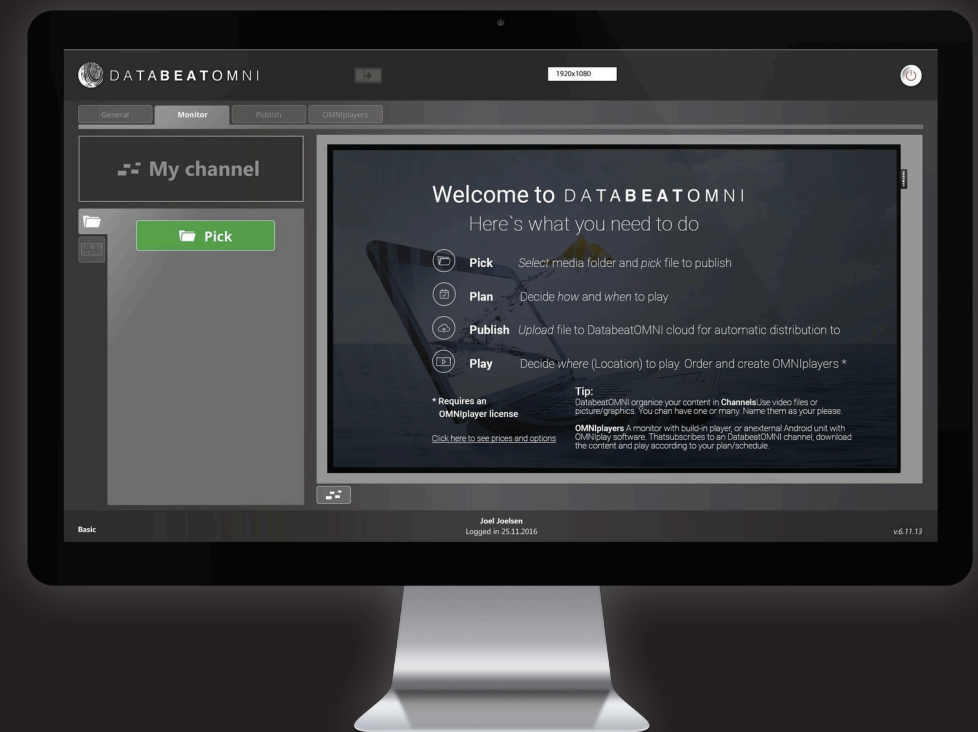 DATABEATOMNI
1920x1080
General
Monitor
Publish
OMNIplayers
My channel
Pick
Welcome to DATABEATOMNI
Here`s what you need to do
Pick Select media folder and pick file to publish
Plan Decide how and when to play
Publish Upload file to DatabeatOMNI cloud for automatic distribution to
Play Decide where (Location) to play. Order and create OMNIplayers *
* Requires an
OMNIplayer license
Click here to see prices and options
Tip:
DatabeatOMNI organice your content in ChannelsUse video files or
picture/graphics. You chan have one or many. Name them as your please.
OMNIplayers A monitor with build-in player, or anexternal Android unit with
OMNIplay software. Thatsubscribes to an DatabeatOMNI channel, download
the content and play according to your plan/schedule.
Basic
Joel Joelsen
Logged in 25.11.2016
v.6.11.13